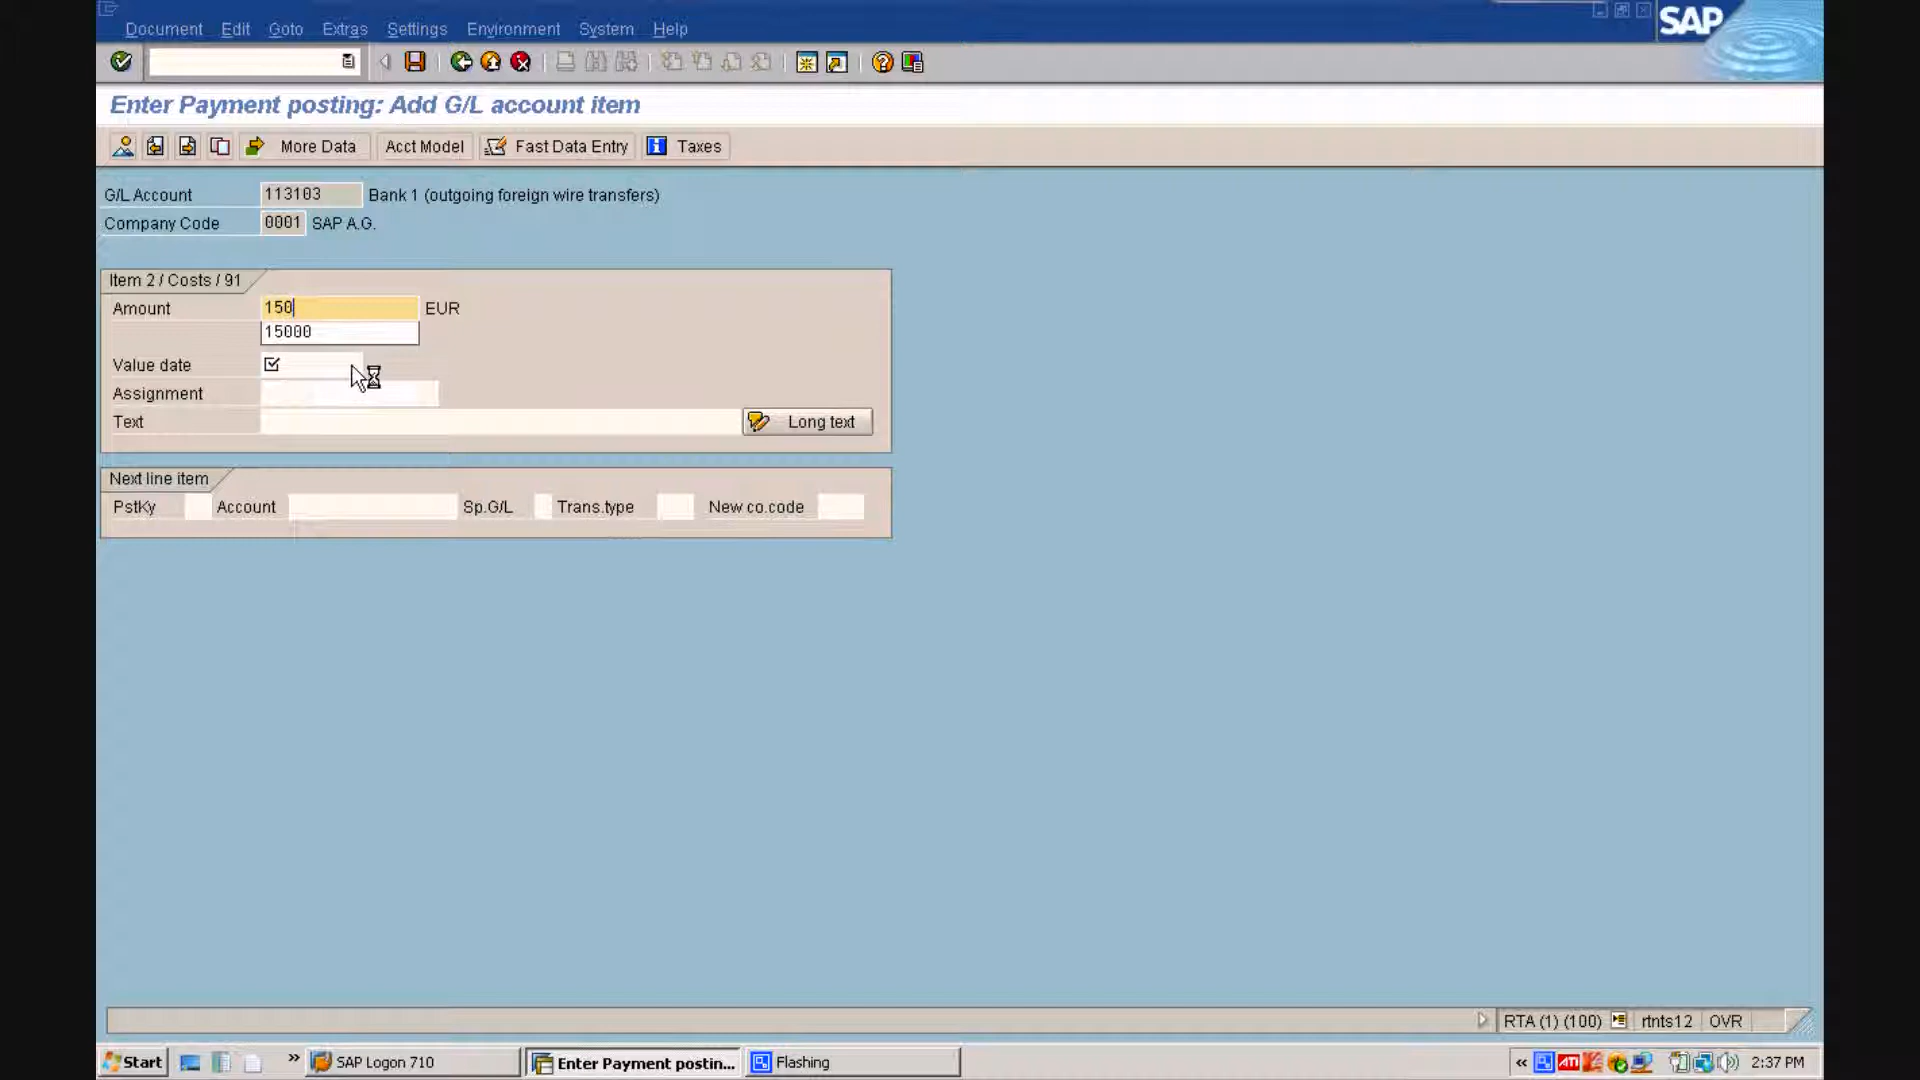 Document Edit Goto Extras Settings Environment System Help
SAP
Enter Payment posting: Add G/L account item
More Data Acct Model Fast Data Entry Taxes
G/L Account 113103 Bank 1 (outgoing foreign wire transfers)
Company Code 0001 SAP A.G.
Item 2 / Costs / 91
Amount 150 EUR
15000
Value date
Assignment
Text Long text
Next line item
PstKy Account Sp.G/L Trans.type New co.code
RTA (1) (100) rtnts12 OVR
Start » SAP Logon 710 Enter Payment postin... Flashing « ATI 2:37 PM